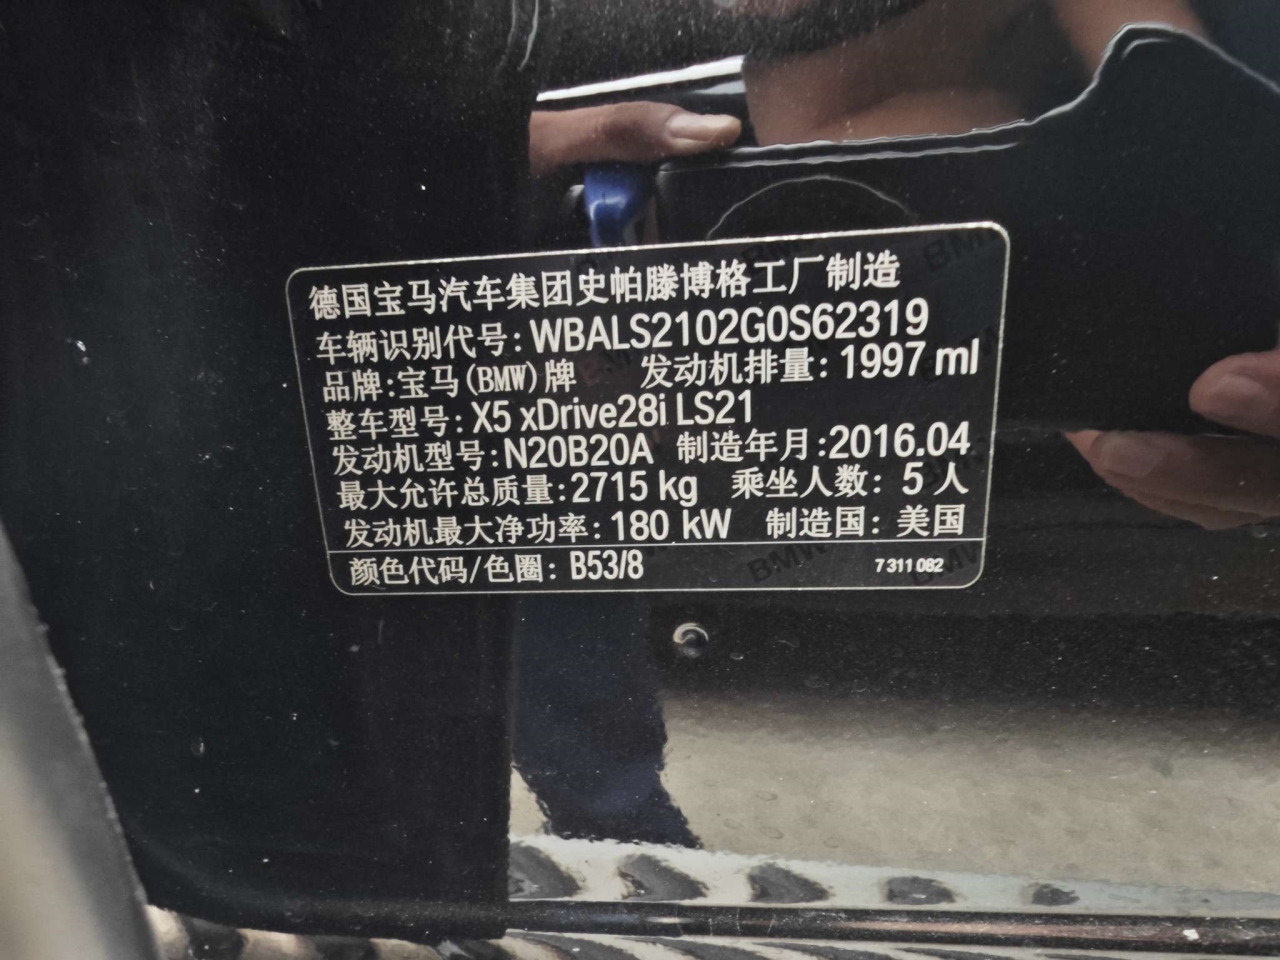 德国宝马汽车集团史帕滕博格工厂制造
车辆识别代号: WBALS2102G0S62319
品牌:宝马(BMW)牌 发动机排量: 1997 ml
整车型号: X5 xDrive28i LS21
发动机型号: N20B20A 制造年月:2016.04
最大允许总质量:2715 kg 乘坐人数: 5 人
发动机最大净功率: 180 kW 制造国: 美国
颜色代码/色圈: B53/8 7 311 082